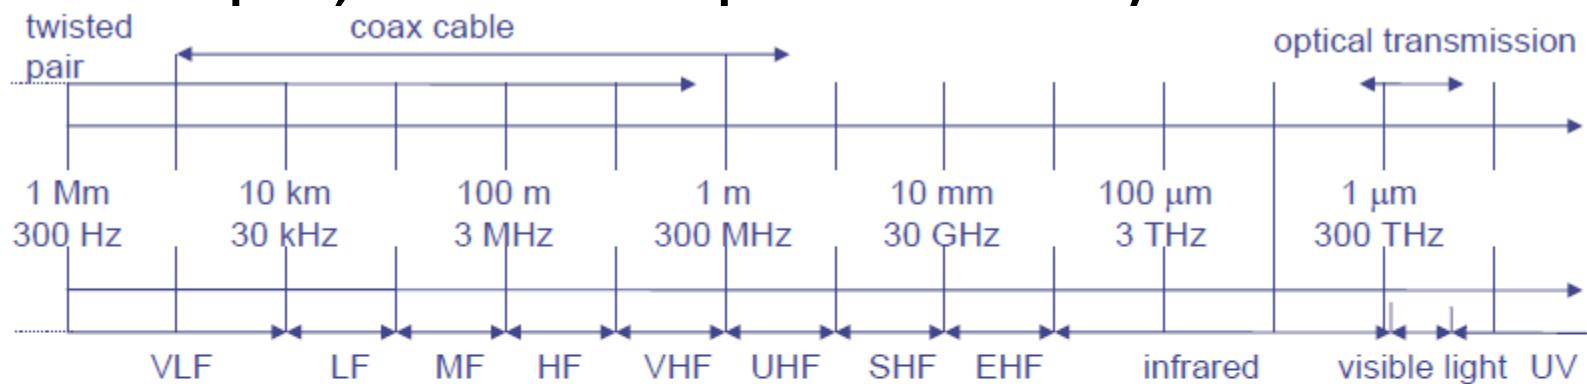 twisted
pair
coax cable
optical transmission
1 Mm 10 km 100 m 1 m 10 mm 100 μm 1 μm
300 Hz 30 kHz 3 MHz 300 MHz 30 GHz 3 THz 300 THz
VLF LF MF HF VHF UHF SHF EHF infrared visible light UV